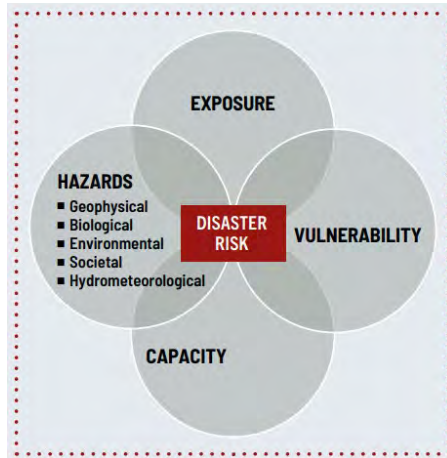 EXPOSURE
HAZARDS
▪ Geophysical
▪ Biological
▪ Environmental
▪ Societal
▪ Hydrometeorological
DISASTER
RISK
VULNERABILITY
CAPACITY